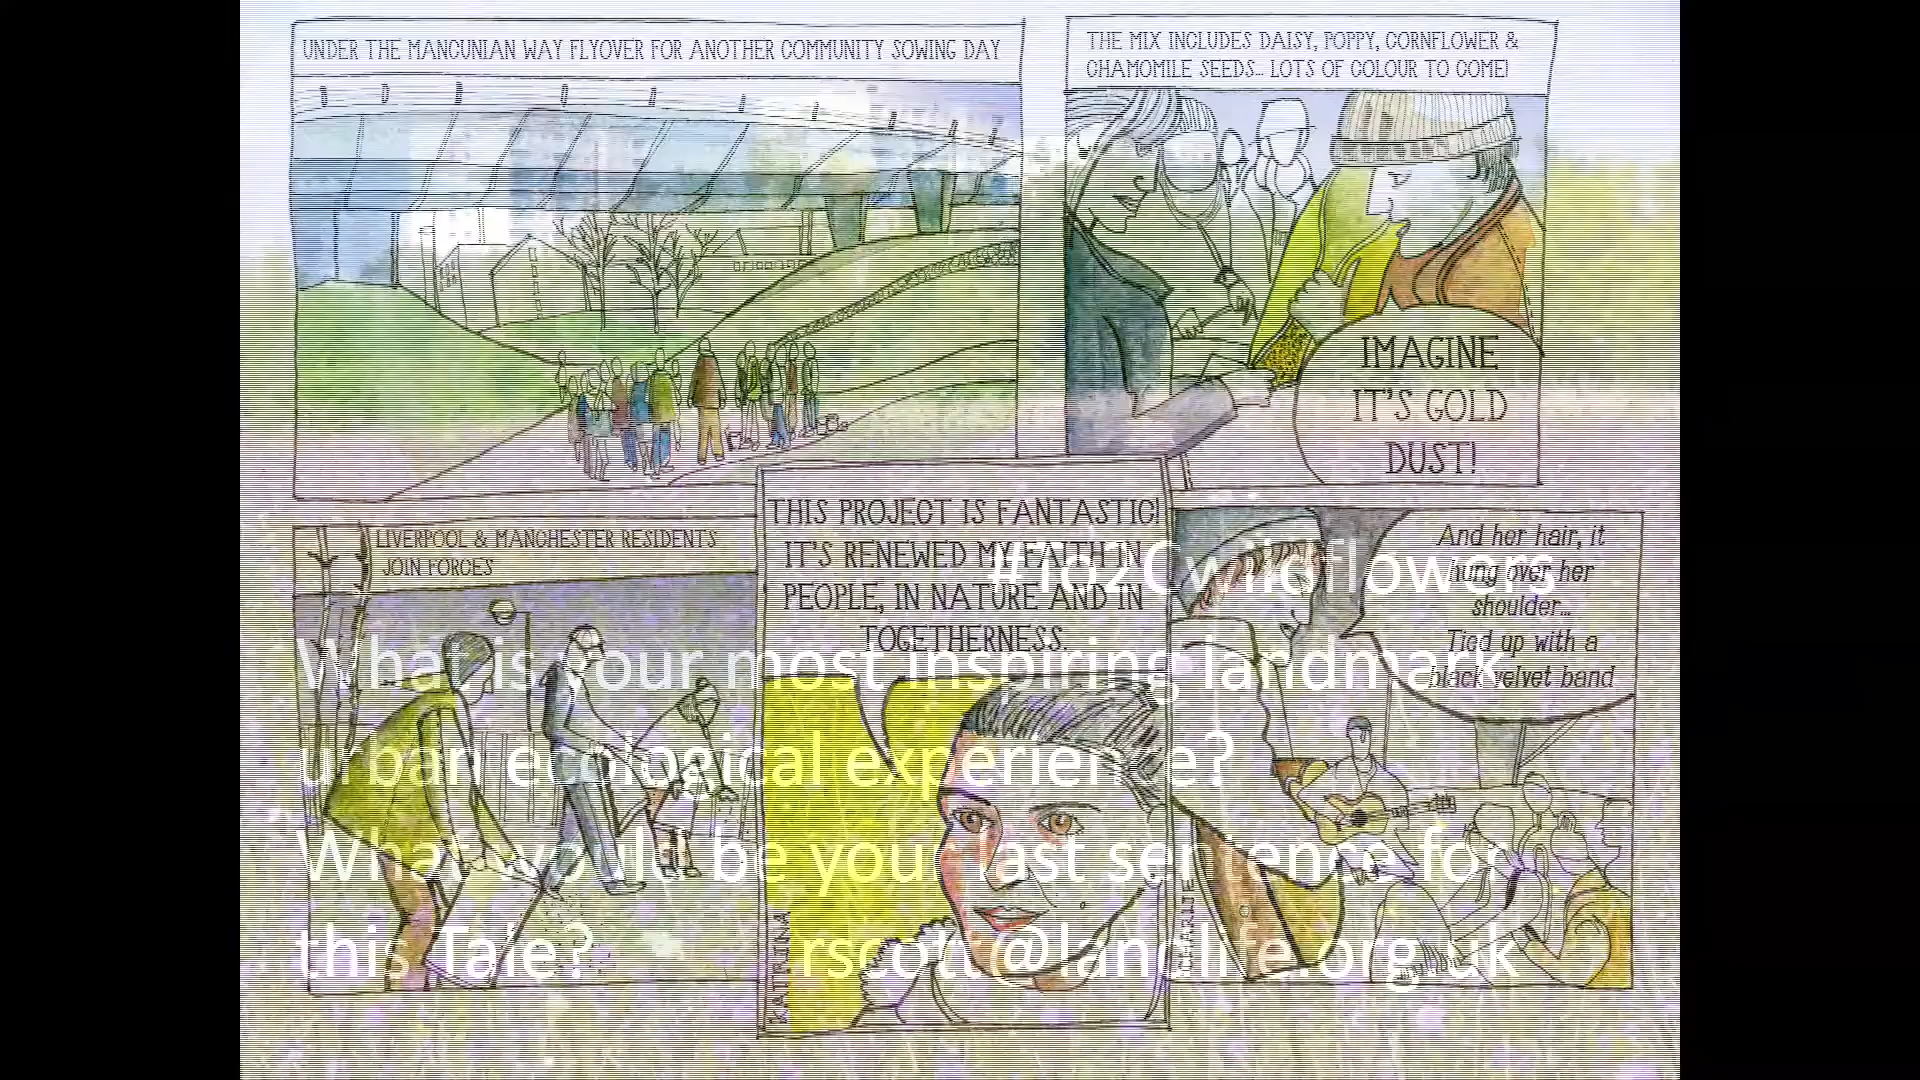 UNDER THE MANCUNIAN WAY FLYOVER FOR ANOTHER COMMUNITY SOWING DAY
THE MIX INCLUDES DAISY, POPPY, CORNFLOWER &
CHAMOMILE SEEDS... LOTS OF COLOUR TO COME!
IMAGINE
IT'S GOLD
DUST!
LIVERPOOL & MANCHESTER RESIDENTS
JOIN FORCES
THIS PROJECT IS FANTASTIC!
IT'S RENEWED MY FAITH IN
PEOPLE, IN NATURE AND IN
TOGETHERNESS.
KATTRIINA
And her hair, it
hung over her
shoulder...
Tied up with a
black velvet band
What is your most inspiring landmark
urban ecological experience?
What would be your last sentence for
this Tale? rscott@landlife.org.uk